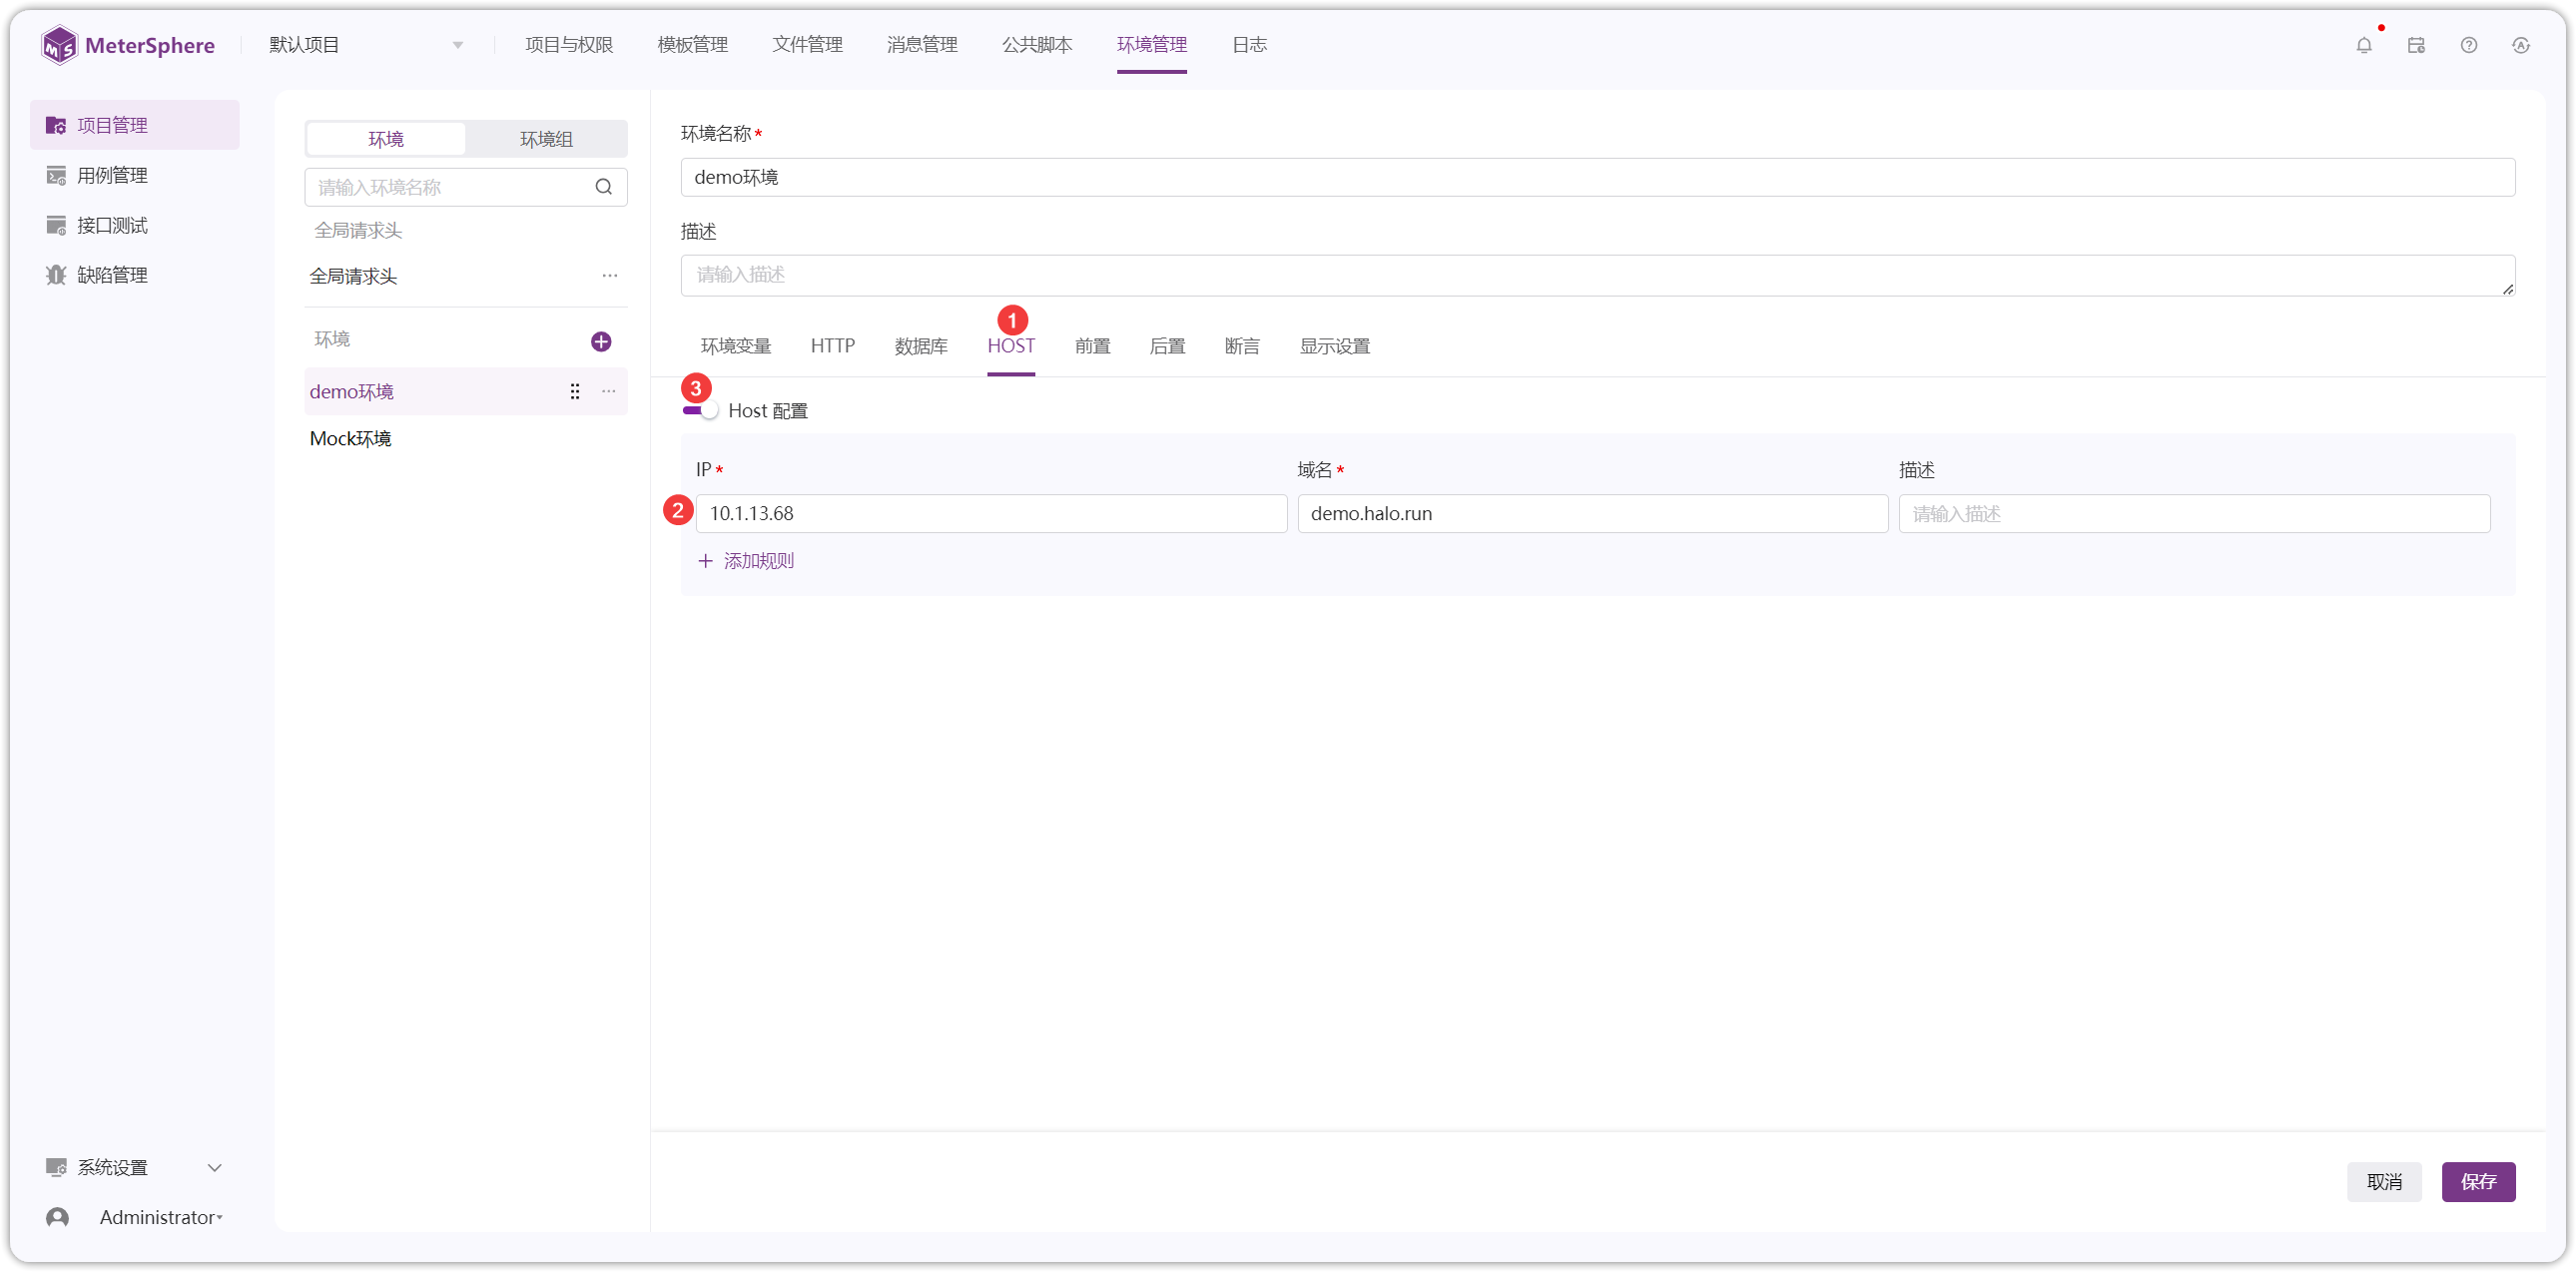 MeterSphere
默认项目
项目与权限
模板管理
文件管理
消息管理
公共脚本
环境管理
日志
项目管理
用例管理
接口测试
缺陷管理
系统设置
Administrator
环境
环境组
请输入环境名称
全局请求头
全局请求头
环境
demo环境
Mock环境
环境名称*
demo环境
描述
请输入描述
1
环境变量
HTTP
数据库
HOST
前置
后置
断言
显示设置
3
Host 配置
IP*
域名*
描述
2
10.1.13.68
demo.halo.run
请输入描述
添加规则
取消
保存